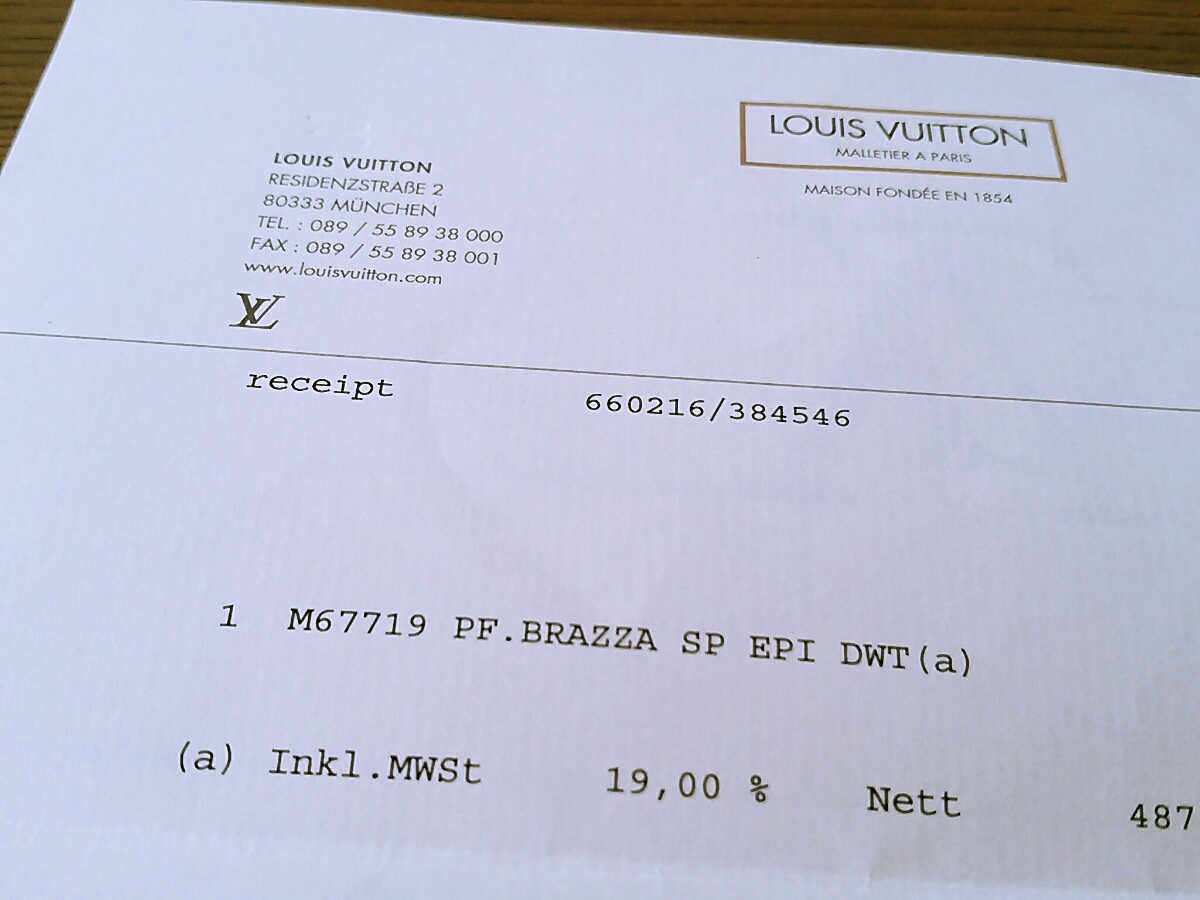 LOUIS VUITTON
MALLETIER A PARIS
MAISON FONDÉE EN 1854
LOUIS VUITTON
RESIDENZSTRAßE 2
80333 MÜNCHEN
TEL. : 089 / 55 89 38 000
FAX : 089 / 55 89 38 001
www.louisvuitton.com
LV
receipt 660216/384546
1 M67719 PF.BRAZZA SP EPI DWT(a)
(a) Inkl.MWSt 19,00 % Nett 487